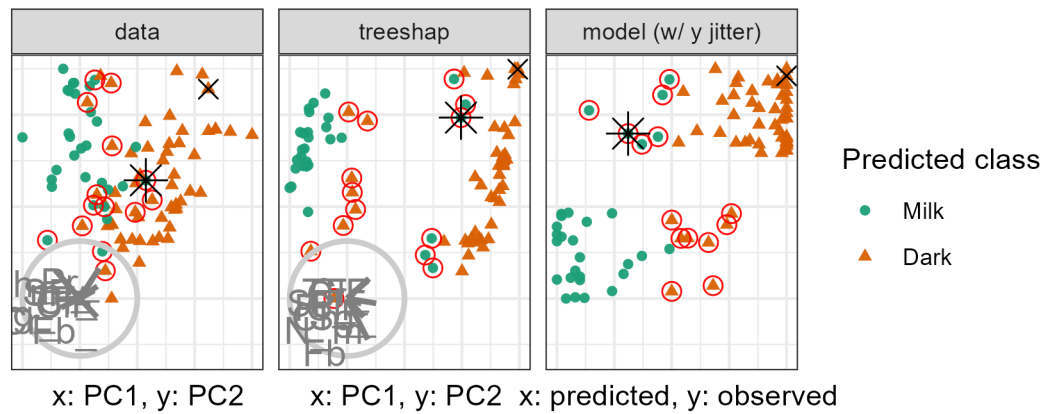 data
treeshap
model (w/ y jitter)
Predicted class
Milk
Dark
x: PC1, y: PC2
x: PC1, y: PC2
x: predicted, y: observed